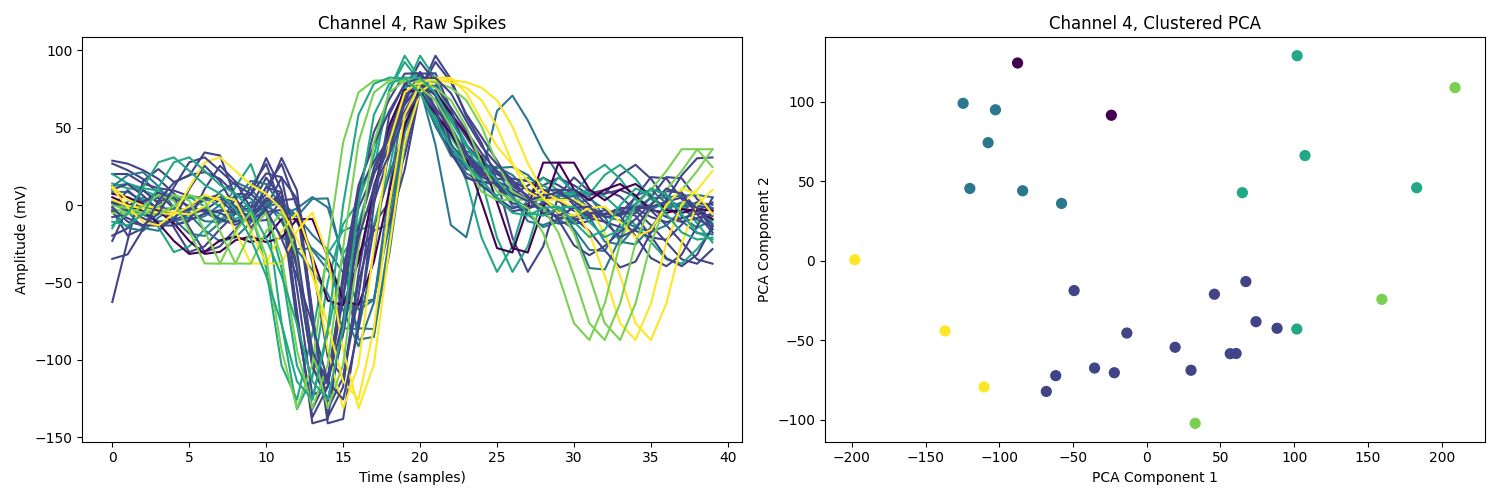 Channel 4, Raw Spikes
100
50
0
−50
−100
−150
Amplitude (mV)
0 5 10 15 20 25 30 35 40
Time (samples)
Channel 4, Clustered PCA
100
50
0
−50
−100
PCA Component 2
−200 −150 −100 −50 0 50 100 150 200
PCA Component 1